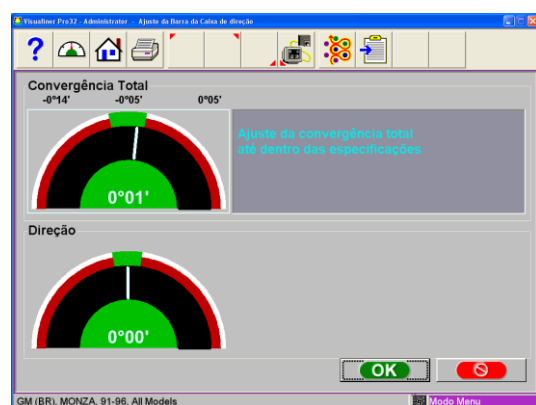 Visualiner Pro32 - Administrator - Ajuste da Barra da Caixa de direção
Convergência Total
-0°14' -0°05' 0°05'
Ajuste da convergência total
até dentro das especificações
0°01'
Direção
0°00'
OK
GM (BR), MONZA, 91-96, All Models Modo Menu